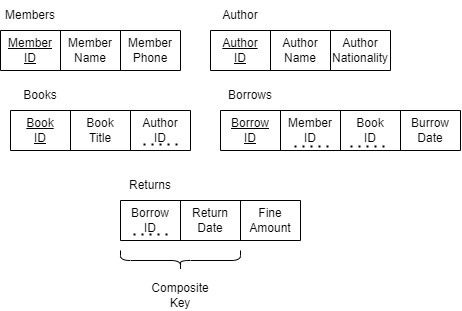 Members
Member ID
Member Name
Member Phone
Author
Author ID
Author Name
Author Nationality
Books
Book ID
Book Title
Author ID
Borrows
Borrow ID
Member ID
Book ID
Burrow Date
Returns
Borrow ID
Return Date
Fine Amount
Composite
Key